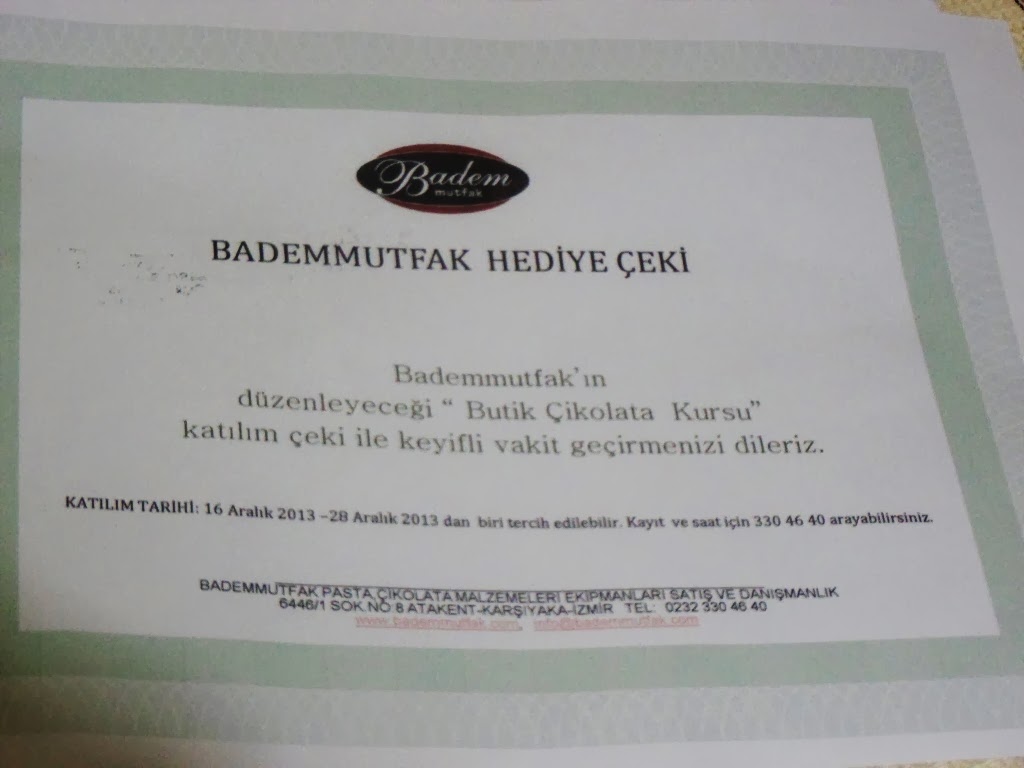 Badem
mutfak
BADEMMUTFAK HEDİYE ÇEKİ
Bademmutfak'ın
düzenleyeceği “ Butik Çikolata Kursu”
katılım çeki ile keyifli vakit geçirmenizi dileriz.
KATILIM TARİHİ: 16 Aralık 2013 –28 Aralık 2013 dan biri tercih edilebilir. Kayıt ve saat için 330 46 40 arayabilirsiniz.
BADEMMUTFAK PASTA,ÇİKOLATA MALZEMELERİ EKİPMANLARI SATIŞ VE DANIŞMANLIK
6446/1 SOK.NO:8 ATAKENT-KARŞIYAKA-İZMİR TEL: 0232 330 46 40
www.bademmutfak.com, info@bademmutfak.com